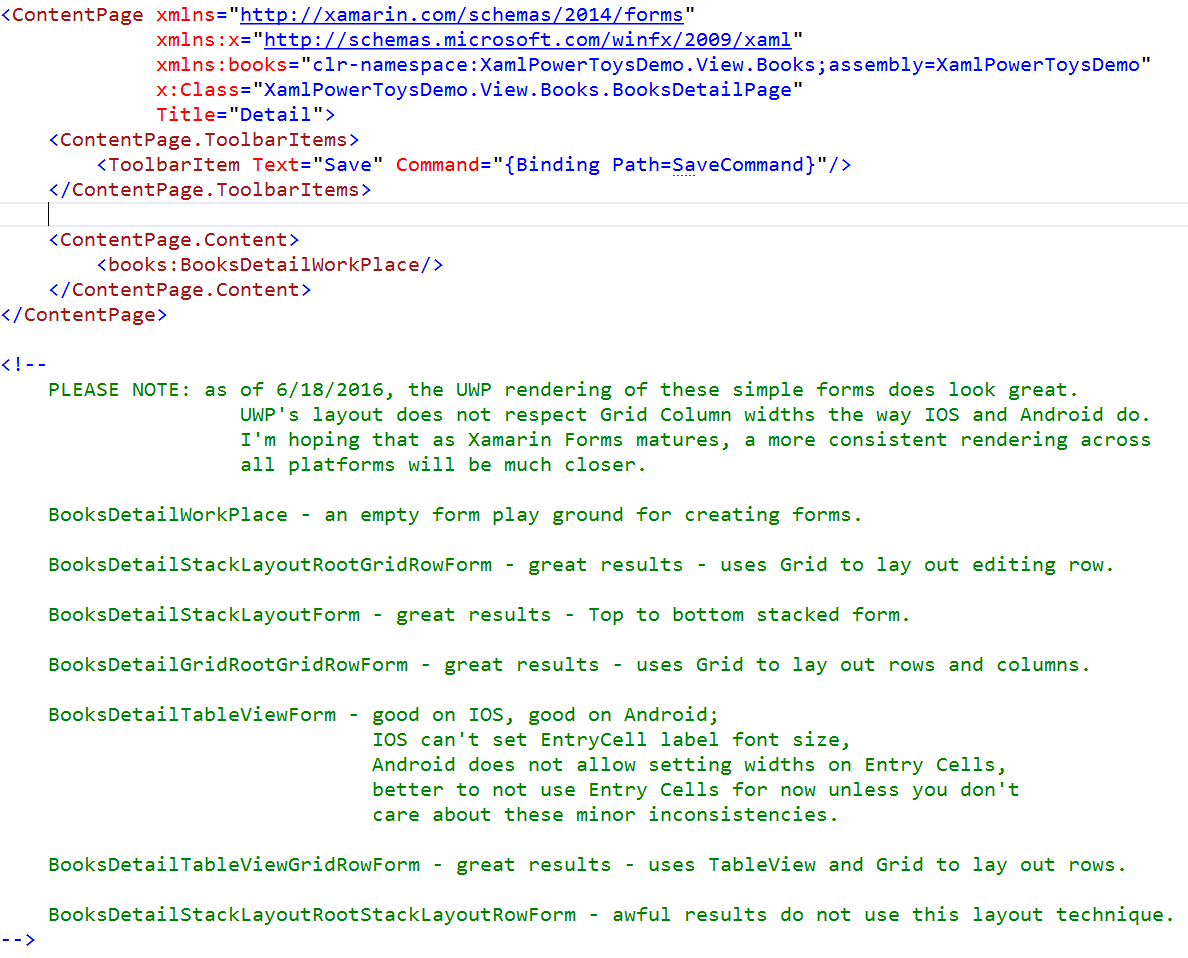 <ContentPage xmlns="http://xamarin.com/schemas/2014/forms"
             xmlns:x="http://schemas.microsoft.com/winfx/2009/xaml"
             xmlns:books="clr-namespace:XamlPowerToysDemo.View.Books;assembly=XamlPowerToysDemo"
             x:Class="XamlPowerToysDemo.View.Books.BooksDetailPage"
             Title="Detail">
    <ContentPage.ToolbarItems>
        <ToolbarItem Text="Save" Command="{Binding Path=SaveCommand}"/>
    </ContentPage.ToolbarItems>
    <ContentPage.Content>
        <books:BooksDetailWorkPlace/>
    </ContentPage.Content>
</ContentPage>
<!--
    PLEASE NOTE: as of 6/18/2016, the UWP rendering of these simple forms does look great.
                    UWP's layout does not respect Grid Column widths the way IOS and Android do.
                    I'm hoping that as Xamarin Forms matures, a more consistent rendering across
                    all platforms will be much closer.
    BooksDetailWorkPlace - an empty form play ground for creating forms.
    BooksDetailStackLayoutRootGridRowForm - great results - uses Grid to lay out editing row.
    BooksDetailStackLayoutForm - great results - Top to bottom stacked form.
    BooksDetailGridRootGridRowForm - great results - uses Grid to lay out rows and columns.
    BooksDetailTableViewForm - good on IOS, good on Android;
                               IOS can't set EntryCell label font size,
                               Android does not allow setting widths on Entry Cells,
                               better to not use Entry Cells for now unless you don't
                               care about these minor inconsistencies.
    BooksDetailTableViewGridRowForm - great results - uses TableView and Grid to lay out rows.
    BooksDetailStackLayoutRootStackLayoutRowForm - awful results do not use this layout technique.
-->